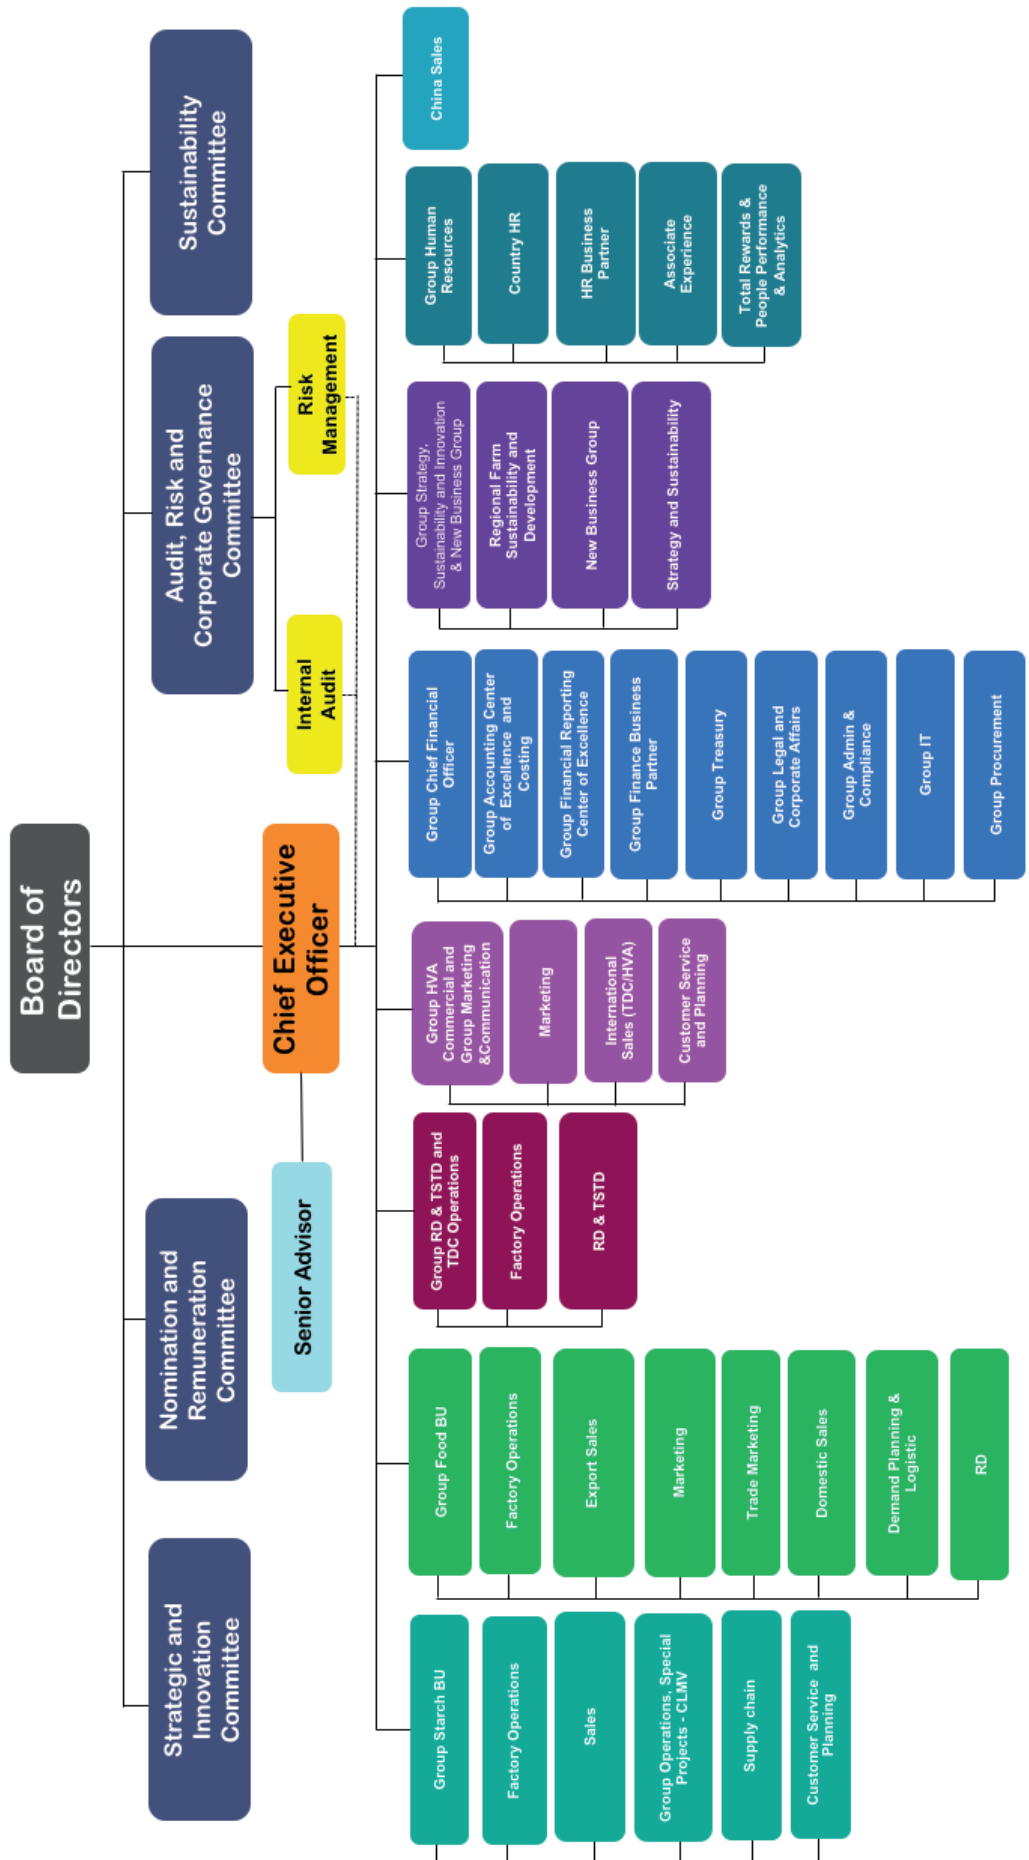 Board of
Directors
Strategic and
Innovation
Committee
Nomination and
Remuneration
Committee
Audit, Risk and
Corporate Governance
Committee
Sustainability
Committee
Internal
Audit
Risk
Management
Senior Advisor
Chief Executive
Officer
Group Starch BU
Factory Operations
Sales
Group Operations, Special
Projects - CLMV
Supply chain
Customer Service and
Planning
Group Food BU
Factory Operations
Export Sales
Marketing
Trade Marketing
Domestic Sales
Demand Planning &
Logistic
RD
Group RD & TSTD and
TDC Operations
Factory Operations
RD & TSTD
Group HVA
Commercial and
Group Marketing
&Communication
Marketing
International
Sales (TDC/HVA)
Customer Service
and Planning
Group Chief Financial
Officer
Group Accounting Center
of Excellence and
Costing
Group Financial Reporting
Center of Excellence
Group Finance Business
Partner
Group Treasury
Group Legal and
Corporate Affairs
Group Admin &
Compliance
Group IT
Group Procurement
Group Strategy,
Sustainability and Innovation
& New Business Group
Regional Farm
Sustainability and
Development
New Business Group
Strategy and Sustainability
Group Human
Resources
Country HR
HR Business
Partner
Associate
Experience
Total Rewards &
People Performance
& Analytics
China Sales